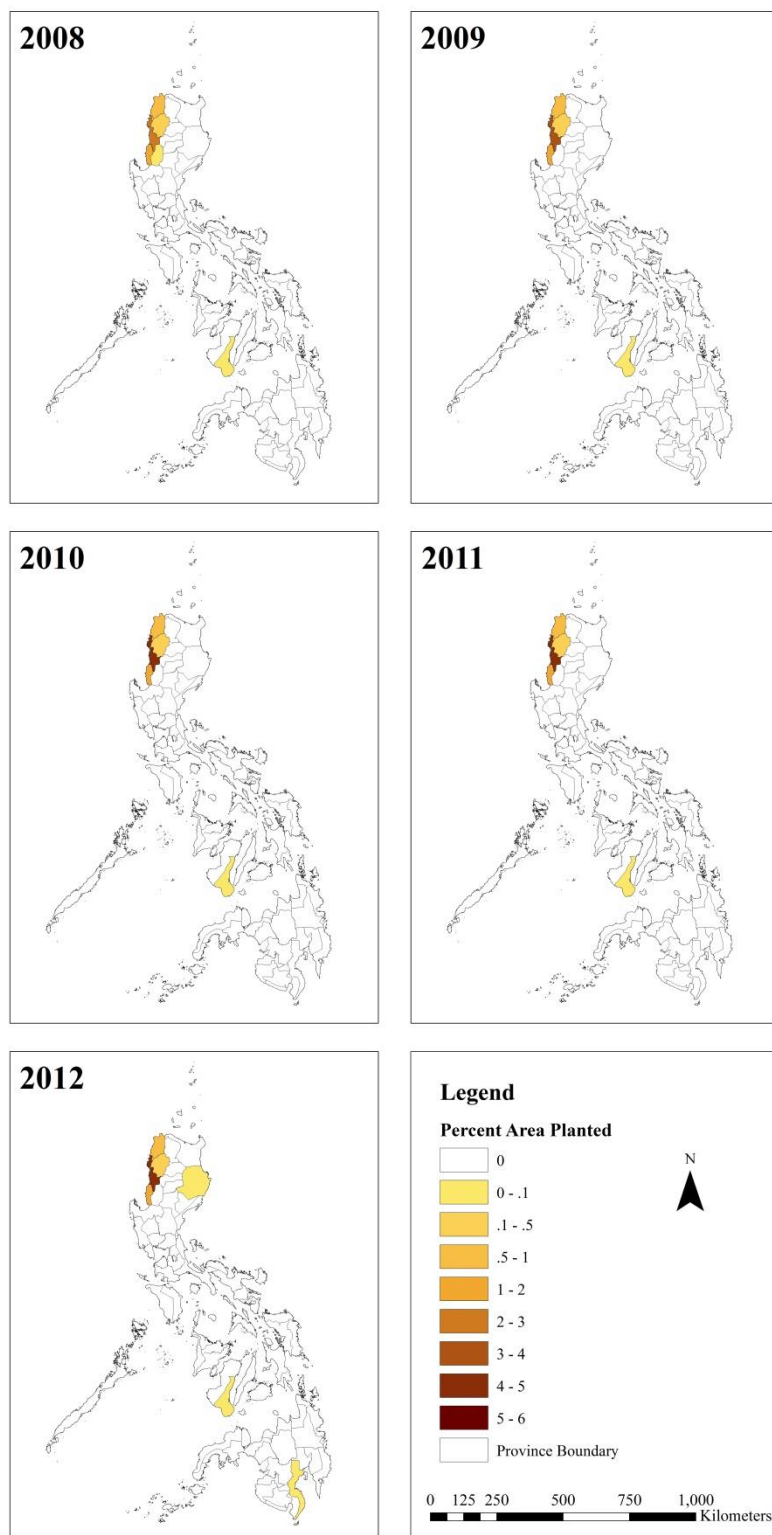 2008
2009
2010
2011
2012
Legend
Percent Area Planted
0
0 - .1
.1 - .5
.5 - 1
1 - 2
2 - 3
3 - 4
4 - 5
5 - 6
Province Boundary
N
0 125 250 500 750 1,000
Kilometers